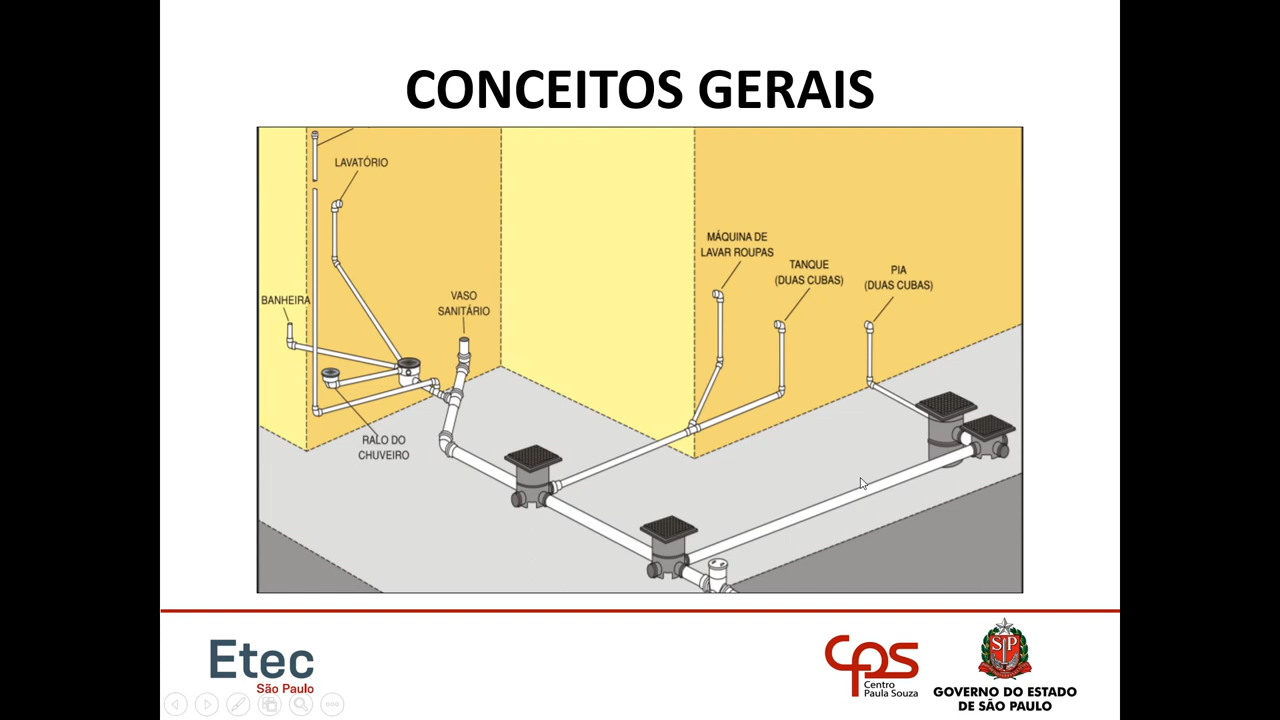 CONCEITOS GERAIS
LAVATÓRIO
BANHEIRA
VASO
SANITÁRIO
RALO DO
CHUVEIRO
MÁQUINA DE
LAVAR ROUPAS
TANQUE
(DUAS CUBAS)
PIA
(DUAS CUBAS)
Etec
São Paulo
CPS
Centro
Paula Souza
SP
GOVERNO DO ESTADO
DE SÃO PAULO